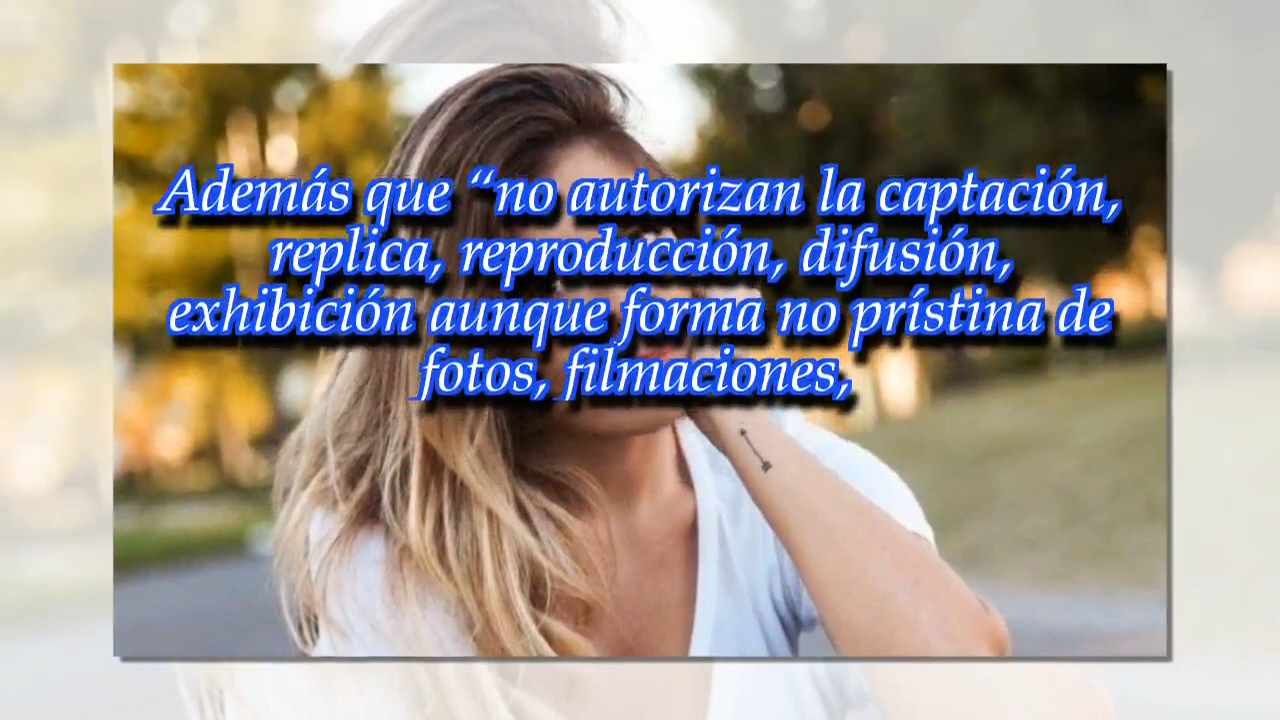 Además que “no autorizan la captación,
replica, reproducción, difusión,
exhibición aunque forma no prístina de
fotos, filmaciones,